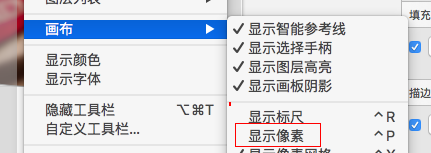 画布
显示颜色
显示字体
隐藏工具栏 ⌥⌘T
自定义工具栏...
✓ 显示智能参考线
✓ 显示选择手柄
✓ 显示图层高亮
✓ 显示画板阴影
显示标尺 ^R
显示像素 ^P
填充
描边